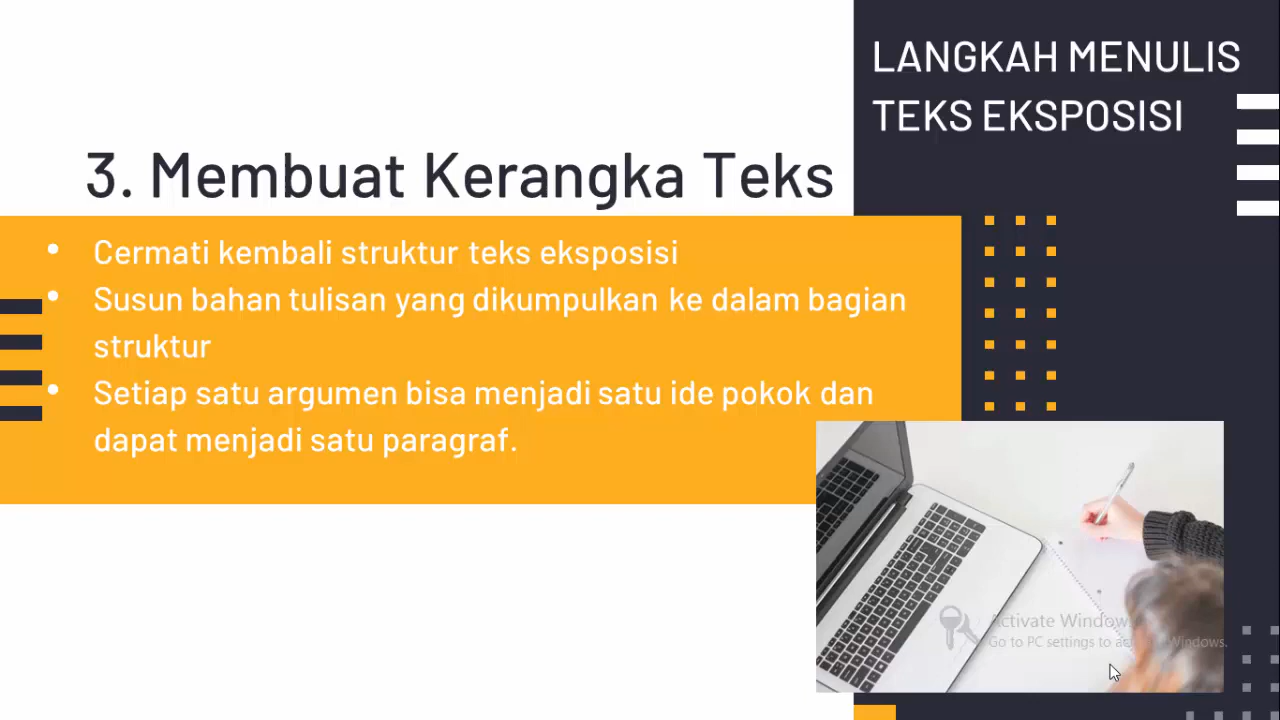 LANGKAH MENULIS
TEKS EKSPOSISI
3. Membuat Kerangka Teks
• Cermati kembali struktur teks eksposisi
• Susun bahan tulisan yang dikumpulkan ke dalam bagian
struktur
• Setiap satu argumen bisa menjadi satu ide pokok dan
dapat menjadi satu paragraf.
Activate Windows
Go to PC settings to activate Windows.